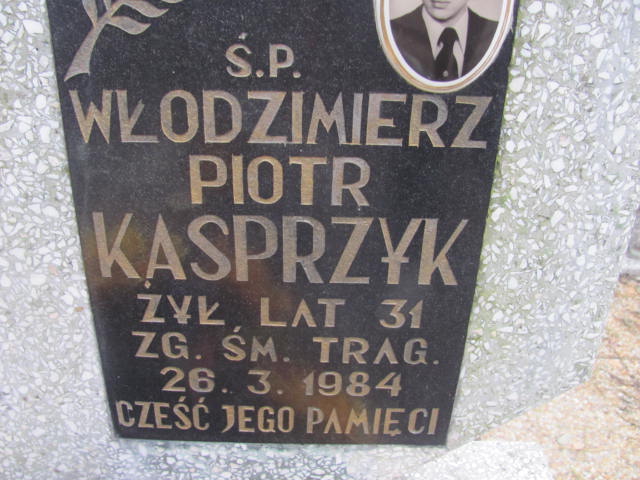 Ś.P.
WŁODZIMIERZ
PIOTR
KASPRZYK
ŻYŁ LAT 31
ZG. ŚM. TRAG.
26. 3. 1984
CZEŚĆ JEGO PAMIĘCI